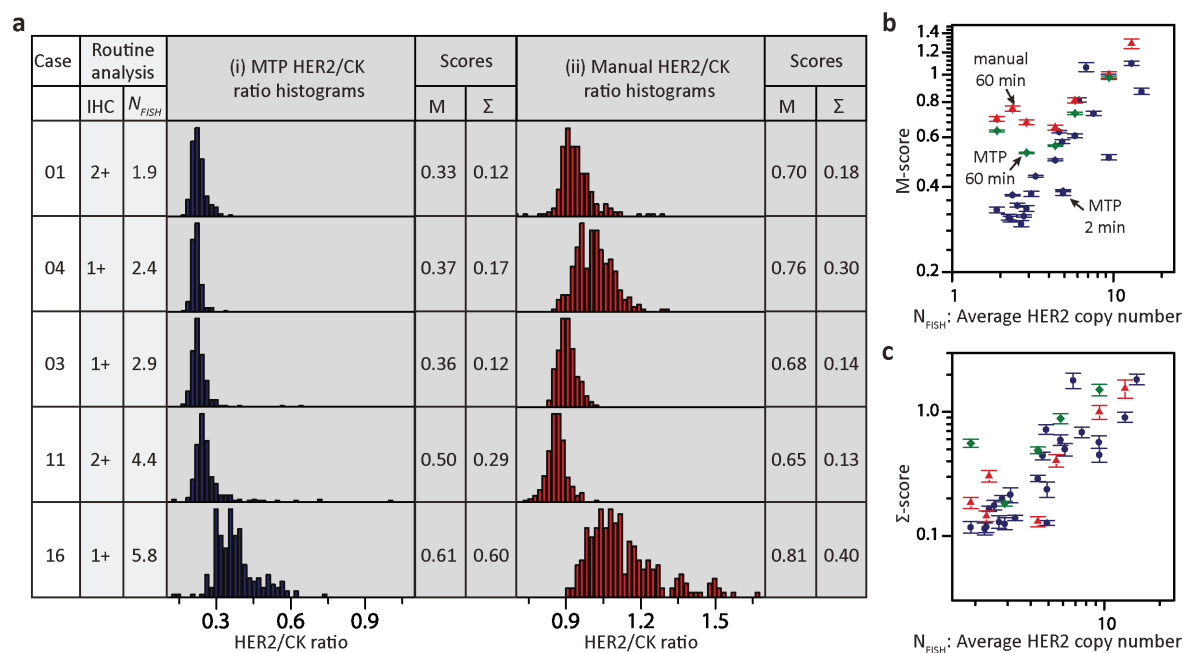 a
Case
Routine analysis
(i) MTP HER2/CK ratio histograms
Scores
(ii) Manual HER2/CK ratio histograms
Scores
IHC N_FISH M Σ M Σ
01 2+ 1.9 0.33 0.12 0.70 0.18
04 1+ 2.4 0.37 0.17 0.76 0.30
03 1+ 2.9 0.36 0.12 0.68 0.14
11 2+ 4.4 0.50 0.29 0.65 0.13
16 1+ 5.8 0.61 0.60 0.81 0.40
0.3 0.6 0.9 0.9 1.2 1.5
HER2/CK ratio HER2/CK ratio
b
1.4
1.2
1
0.8
0.6
0.4
0.2
M-score
manual
60 min
MTP
60 min
MTP
2 min
1 10
N_FISH: Average HER2 copy number
c
1.0
0.1
Σ-score
10
N_FISH: Average HER2 copy number